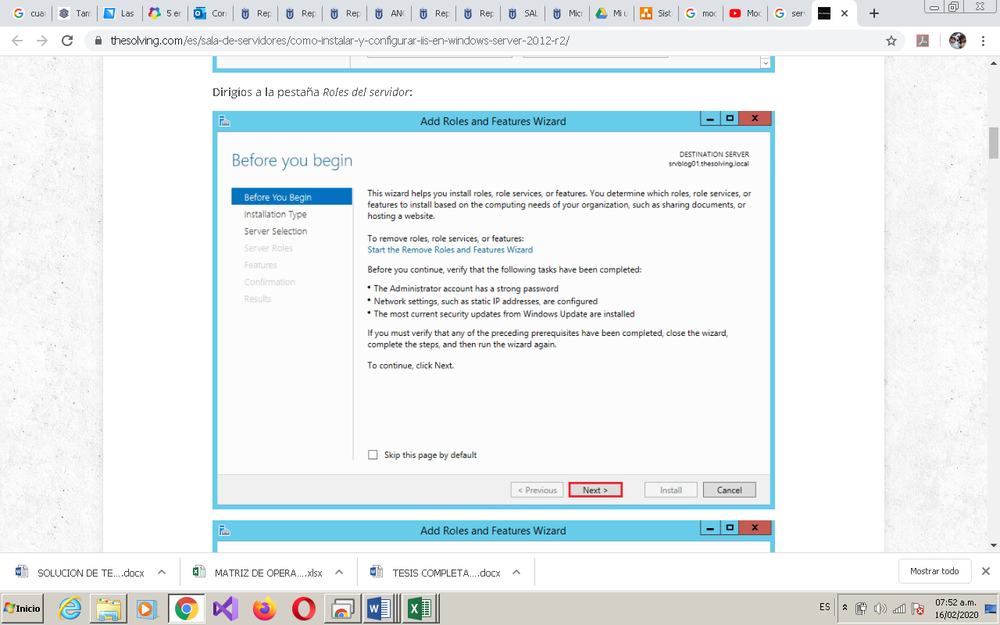 cuar
Tam
Las
5 er
Cor
Rep
Rep
Rep
ANC
Rep
Rep
SAL
Micr
Mi u
Sist
moc
Moc
serv
thesolving.com/es/sala-de-servidores/como-instalar-y-configurar-iis-en-windows-server-2012-r2/
Dirigíos a la pestaña Roles del servidor:
Add Roles and Features Wizard
Before you begin
DESTINATION SERVER
srvblog01.thesolving.local
Before You Begin
Installation Type
Server Selection
Server Roles
Features
Confirmation
Results
This wizard helps you install roles, role services, or features. You determine which roles, role services, or
features to install based on the computing needs of your organization, such as sharing documents, or
hosting a website.
To remove roles, role services, or features:
Start the Remove Roles and Features Wizard
Before you continue, verify that the following tasks have been completed:
• The Administrator account has a strong password
• Network settings, such as static IP addresses, are configured
• The most current security updates from Windows Update are installed
If you must verify that any of the preceding prerequisites have been completed, close the wizard,
complete the steps, and then run the wizard again.
To continue, click Next.
Skip this page by default
< Previous
Next >
Install
Cancel
Add Roles and Features Wizard
SOLUCION DE TE....docx
MATRIZ DE OPERA....xlsx
TESIS COMPLETA....docx
Mostrar todo
Inicio
ES
07:52 a.m.
16/02/2020